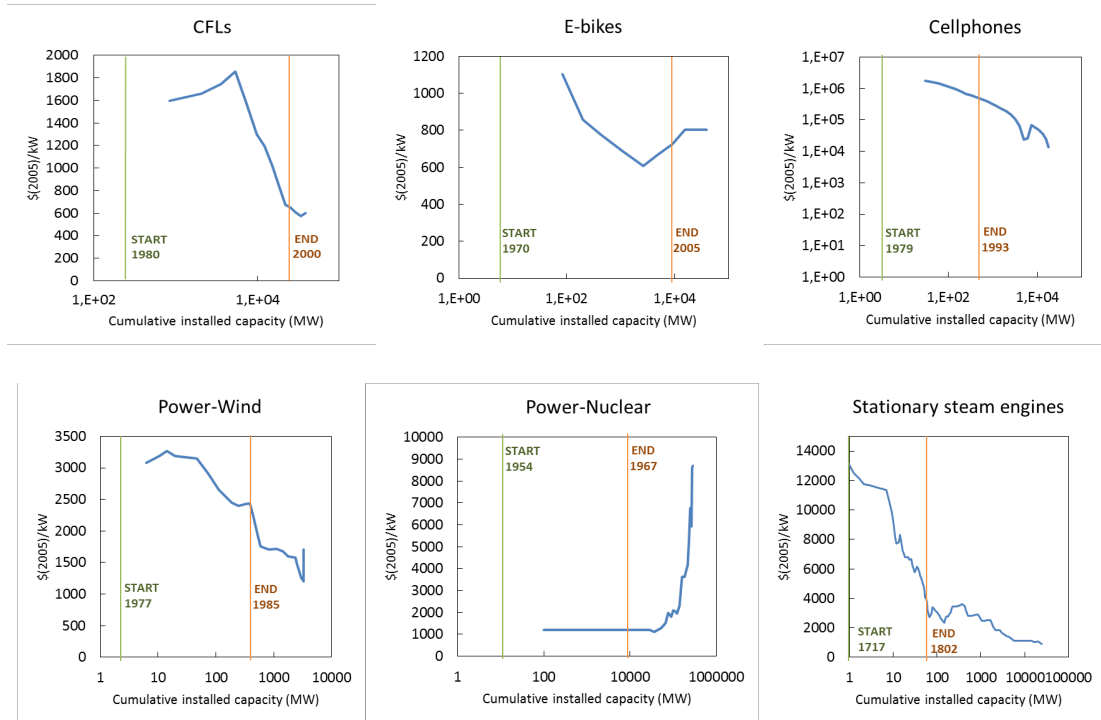 CFLs
$(2005)/kW
2000
1800
1600
1400
1200
1000
800
600
400
200
0
START
1980
END
2000
1,E+02
1,E+04
Cumulative installed capacity (MW)
E-bikes
$(2005)/kW
1200
1000
800
600
400
200
0
START
1970
END
2005
1,E+00
1,E+02
1,E+04
Cumulative installed capacity (MW)
Cellphones
$(2005)/kW
1,E+07
1,E+06
1,E+05
1,E+04
1,E+03
1,E+02
1,E+01
1,E+00
START
1979
END
1993
1,E+00
1,E+02
1,E+04
Cumulative installed capacity (MW)
Power-Wind
$(2005)/kW
3500
3000
2500
2000
1500
1000
500
0
START
1977
END
1985
1
10
100
1000
10000
Cumulative installed capacity (MW)
Power-Nuclear
$(2005)/kW
10000
9000
8000
7000
6000
5000
4000
3000
2000
1000
0
START
1954
END
1967
1
100
10000
1000000
Cumulative installed capacity (MW)
Stationary steam engines
$(2005)/kW
14000
12000
10000
8000
6000
4000
2000
0
START
1717
END
1802
1
10
100
1000
10000
100000
Cumulative installed capacity (MW)